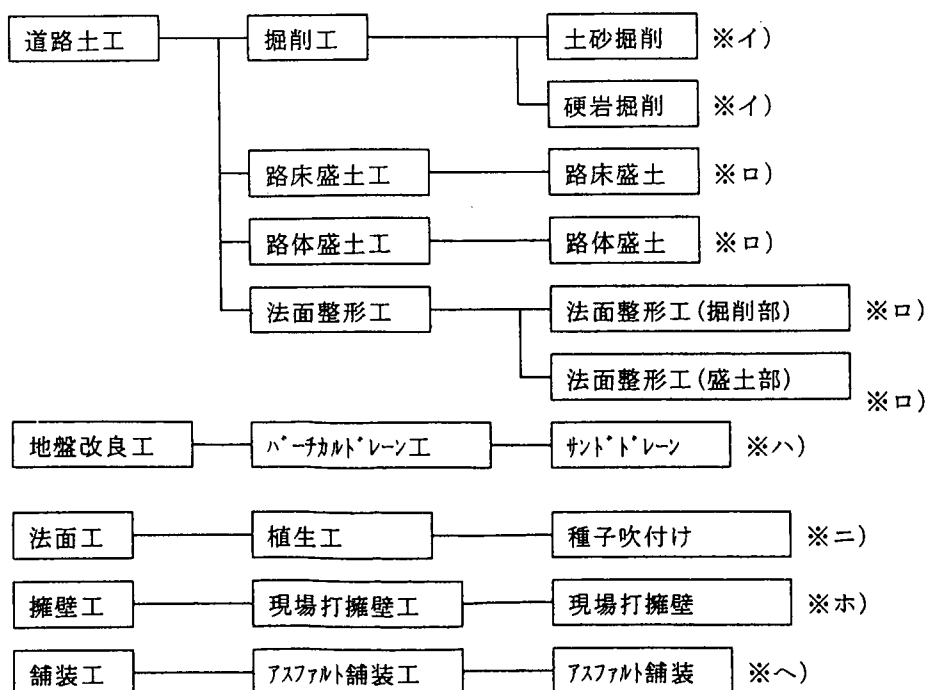 道路土工 掘削工 土砂掘削 ※イ)
硬岩掘削 ※イ)
路床盛土工 路床盛土 ※ロ)
路体盛土工 路体盛土 ※ロ)
法面整形工 法面整形工(掘削部) ※ロ)
法面整形工(盛土部) ※ロ)
地盤改良工 バーチカルドレーン工 サンドドレーン ※ハ)
法面工 植生工 種子吹付け ※ニ)
擁壁工 現場打擁壁工 現場打擁壁 ※ホ)
舗装工 アスファルト舗装工 アスファルト舗装 ※ヘ)